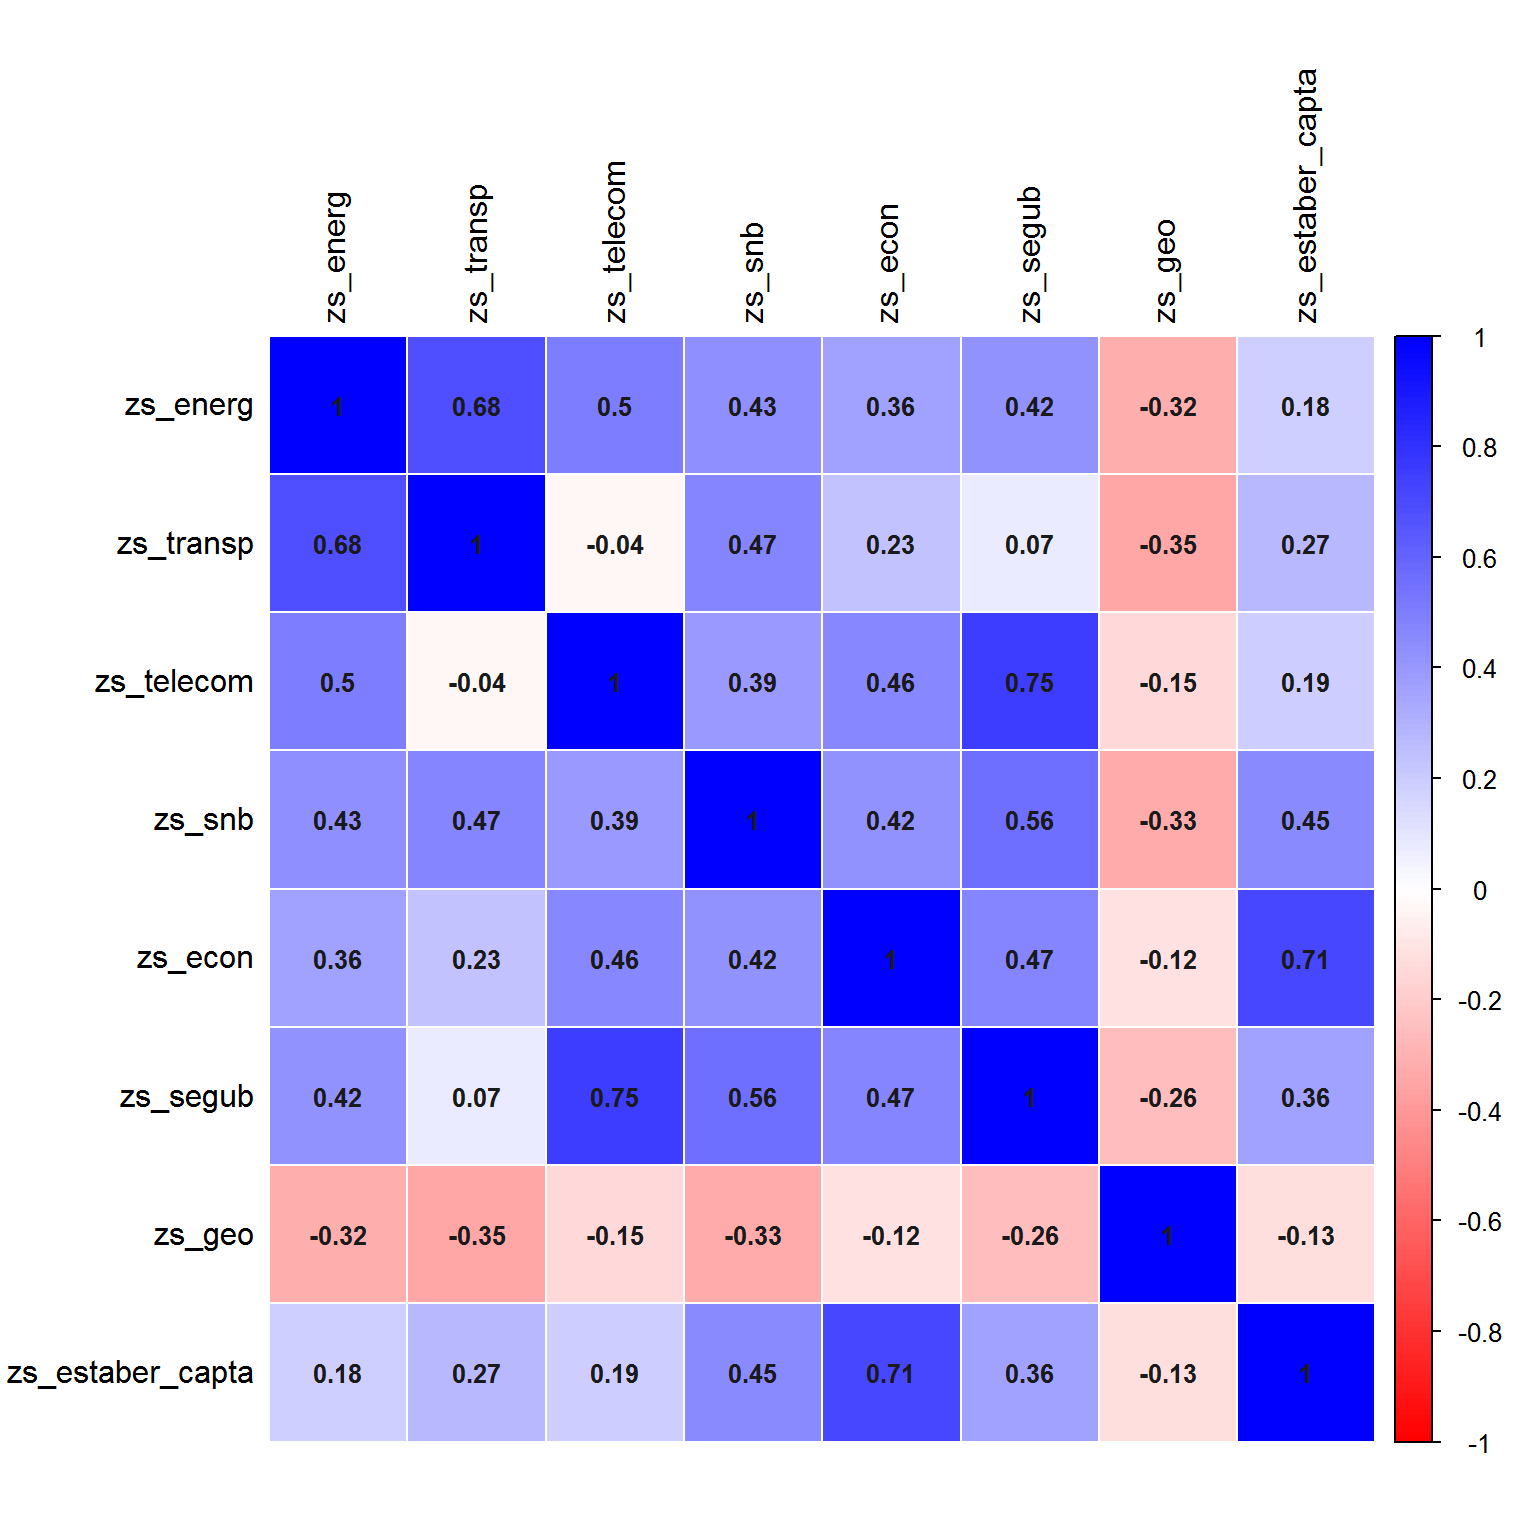 zs_energ zs_transp zs_telecom zs_snb zs_econ zs_segub zs_geo zs_estaber_capta
zs_energ 1 0.68 0.5 0.43 0.36 0.42 -0.32 0.18
zs_transp 0.68 1 -0.04 0.47 0.23 0.07 -0.35 0.27
zs_telecom 0.5 -0.04 1 0.39 0.46 0.75 -0.15 0.19
zs_snb 0.43 0.47 0.39 1 0.42 0.56 -0.33 0.45
zs_econ 0.36 0.23 0.46 0.42 1 0.47 -0.12 0.71
zs_segub 0.42 0.07 0.75 0.56 0.47 1 -0.26 0.36
zs_geo -0.32 -0.35 -0.15 -0.33 -0.12 -0.26 1 -0.13
zs_estaber_capta 0.18 0.27 0.19 0.45 0.71 0.36 -0.13 1
1
0.8
0.6
0.4
0.2
0
-0.2
-0.4
-0.6
-0.8
-1